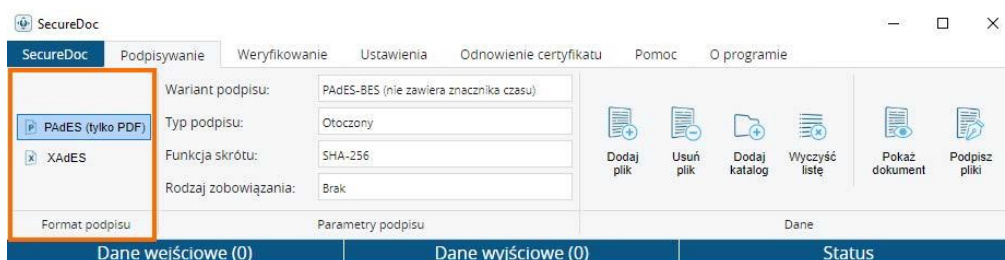 SecureDoc
SecureDoc Podpisywanie Weryfikowanie Ustawienia Odnowienie certyfikatu Pomoc O programie
PAdES (tylko PDF)
XAdES
Format podpisu
Wariant podpisu: PAdES-BES (nie zawiera znacznika czasu)
Typ podpisu: Otoczony
Funkcja skrótu: SHA-256
Rodzaj zobowiązania: Brak
Parametry podpisu
Dodaj plik
Usuń plik
Dodaj katalog
Wyczyść listę
Pokaż dokument
Podpisz pliki
Dane
Dane wejściowe (0) Dane wyjściowe (0) Status